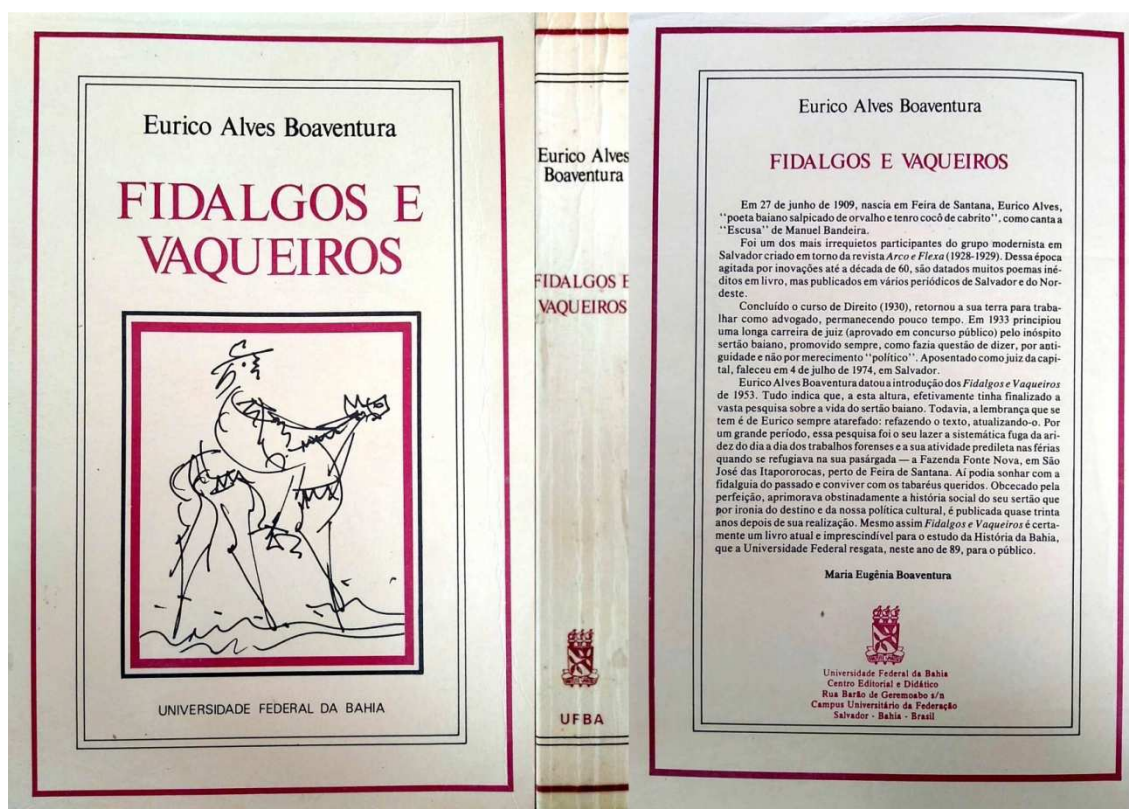 Eurico Alves Boaventura
FIDALGOS E
VAQUEIROS
UNIVERSIDADE FEDERAL DA BAHIA
Eurico Alves
Boaventura
FIDALGOS E
VAQUEIROS
UFBA
Eurico Alves Boaventura
FIDALGOS E VAQUEIROS
Em 27 de junho de 1909, nascia em Feira de Santana, Eurico Alves,
"poeta baiano salpicado de orvalho e tenro cocô de cabrito", como canta a
"Escusa" de Manuel Bandeira.
Foi um dos mais irrequietos participantes do grupo modernista em
Salvador criado em torno da revista Arco e Flexa (1928-1929). Dessa época
agitada por inovações até a década de 60, são datados muitos poemas iné-
ditos em livro, mas publicados em vários periódicos de Salvador e do Nor-
deste.
Concluído o curso de Direito (1930), retornou a sua terra para traba-
lhar como advogado, permanecendo pouco tempo. Em 1933 principiou
uma longa carreira de juiz (aprovado em concurso público) pelo inóspito
sertão baiano, promovido sempre, como fazia questão de dizer, por anti-
guidade e não por merecimento "político". Aposentado como juiz da capi-
tal, faleceu em 4 de julho de 1974, em Salvador.
Eurico Alves Boaventura datou a introdução dos Fidalgos e Vaqueiros
de 1953. Tudo indica que, a esta altura, efetivamente tinha finalizado a
vasta pesquisa sobre a vida do sertão baiano. Todavia, a lembrança que se
tem é de Eurico sempre atarefado: refazendo o texto, atualizando-o. Por
um grande período, essa pesquisa foi o seu lazer a sistemática fuga da ari-
dez do dia a dia dos trabalhos forenses e a sua atividade predileta nas férias
quando se refugiava na sua pasárgada — a Fazenda Fonte Nova, em São
José das Itapororocas, perto de Feira de Santana. Aí podia sonhar com a
fidalguia do passado e conviver com os tabaréus queridos. Obcecado pela
perfeição, aprimorava obstinadamente a história social do seu sertão que
por ironia do destino e da nossa política cultural, é publicada quase trinta
anos depois de sua realização. Mesmo assim Fidalgos e Vaqueiros é certa-
mente um livro atual e imprescindível para o estudo da História da Bahia,
que a Universidade Federal resgata, neste ano de 89, para o público.
Maria Eugênia Boaventura
Universidade Federal da Bahia
Centro Editorial e Didático
Rua Barão de Geremoabo s/n
Campus Universitário da Federação
Salvador - Bahia - Brasil